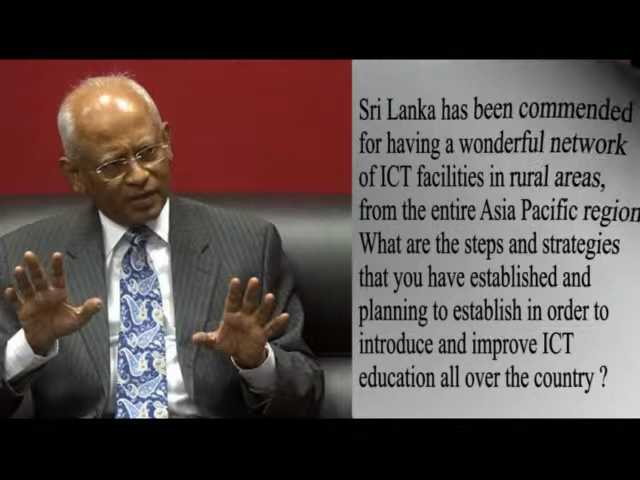 Sri Lanka has been commended
for having a wonderful network
of ICT facilities in rural areas,
from the entire Asia Pacific region
What are the steps and strategies
that you have established and
planning to establish in order to
introduce and improve ICT
education all over the country ?